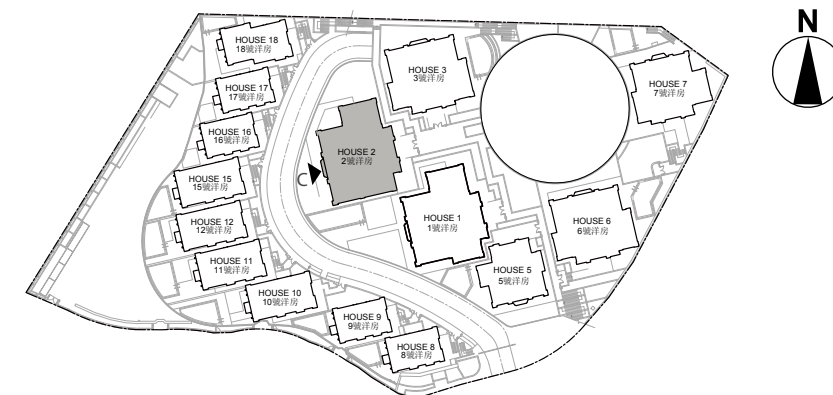 N
HOUSE 18
18號洋房
HOUSE 17
17號洋房
HOUSE 16
16號洋房
HOUSE 15
15號洋房
HOUSE 12
12號洋房
HOUSE 11
11號洋房
HOUSE 10
10號洋房
HOUSE 9
9號洋房
HOUSE 8
8號洋房
HOUSE 3
3號洋房
HOUSE 2
2號洋房
C
HOUSE 1
1號洋房
HOUSE 5
5號洋房
HOUSE 6
6號洋房
HOUSE 7
7號洋房